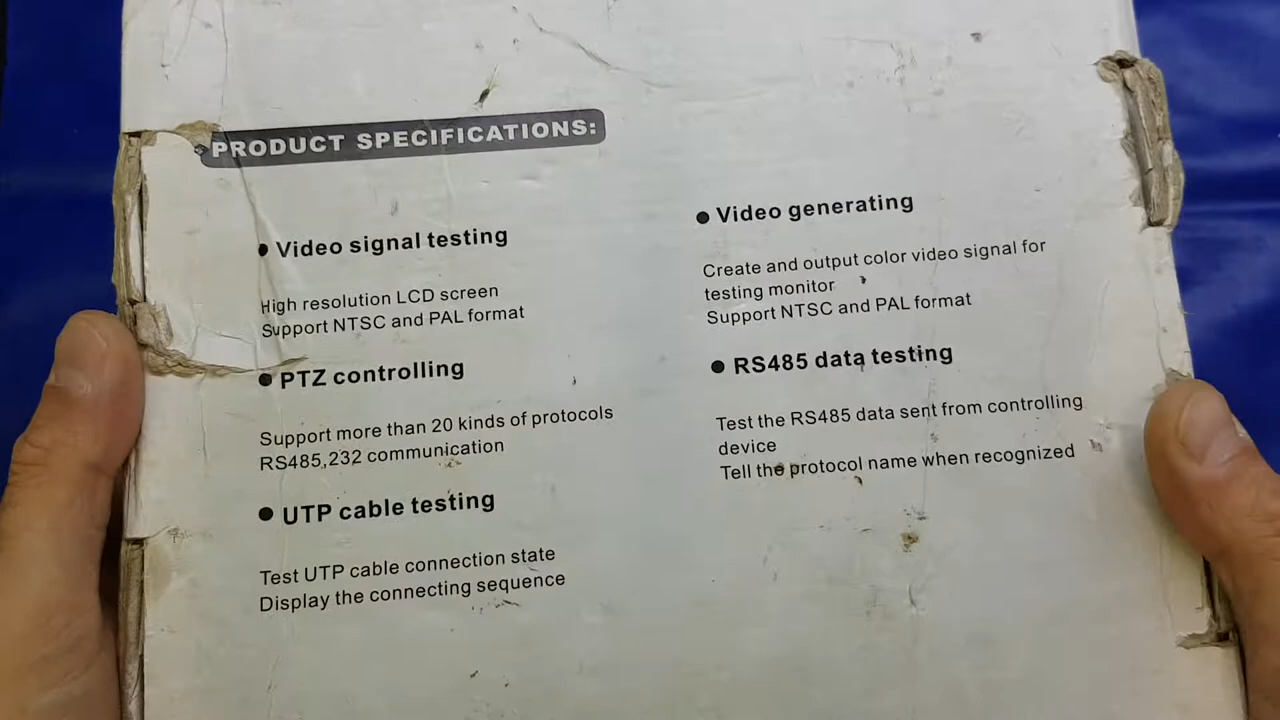 PRODUCT SPECIFICATIONS:
● Video signal testing
High resolution LCD screen
Support NTSC and PAL format
● PTZ controlling
Support more than 20 kinds of protocols
RS485,232 communication
● UTP cable testing
Test UTP cable connection state
Display the connecting sequence
● Video generating
Create and output color video signal for
testing monitor
Support NTSC and PAL format
● RS485 data testing
Test the RS485 data sent from controlling
device
Tell the protocol name when recognized